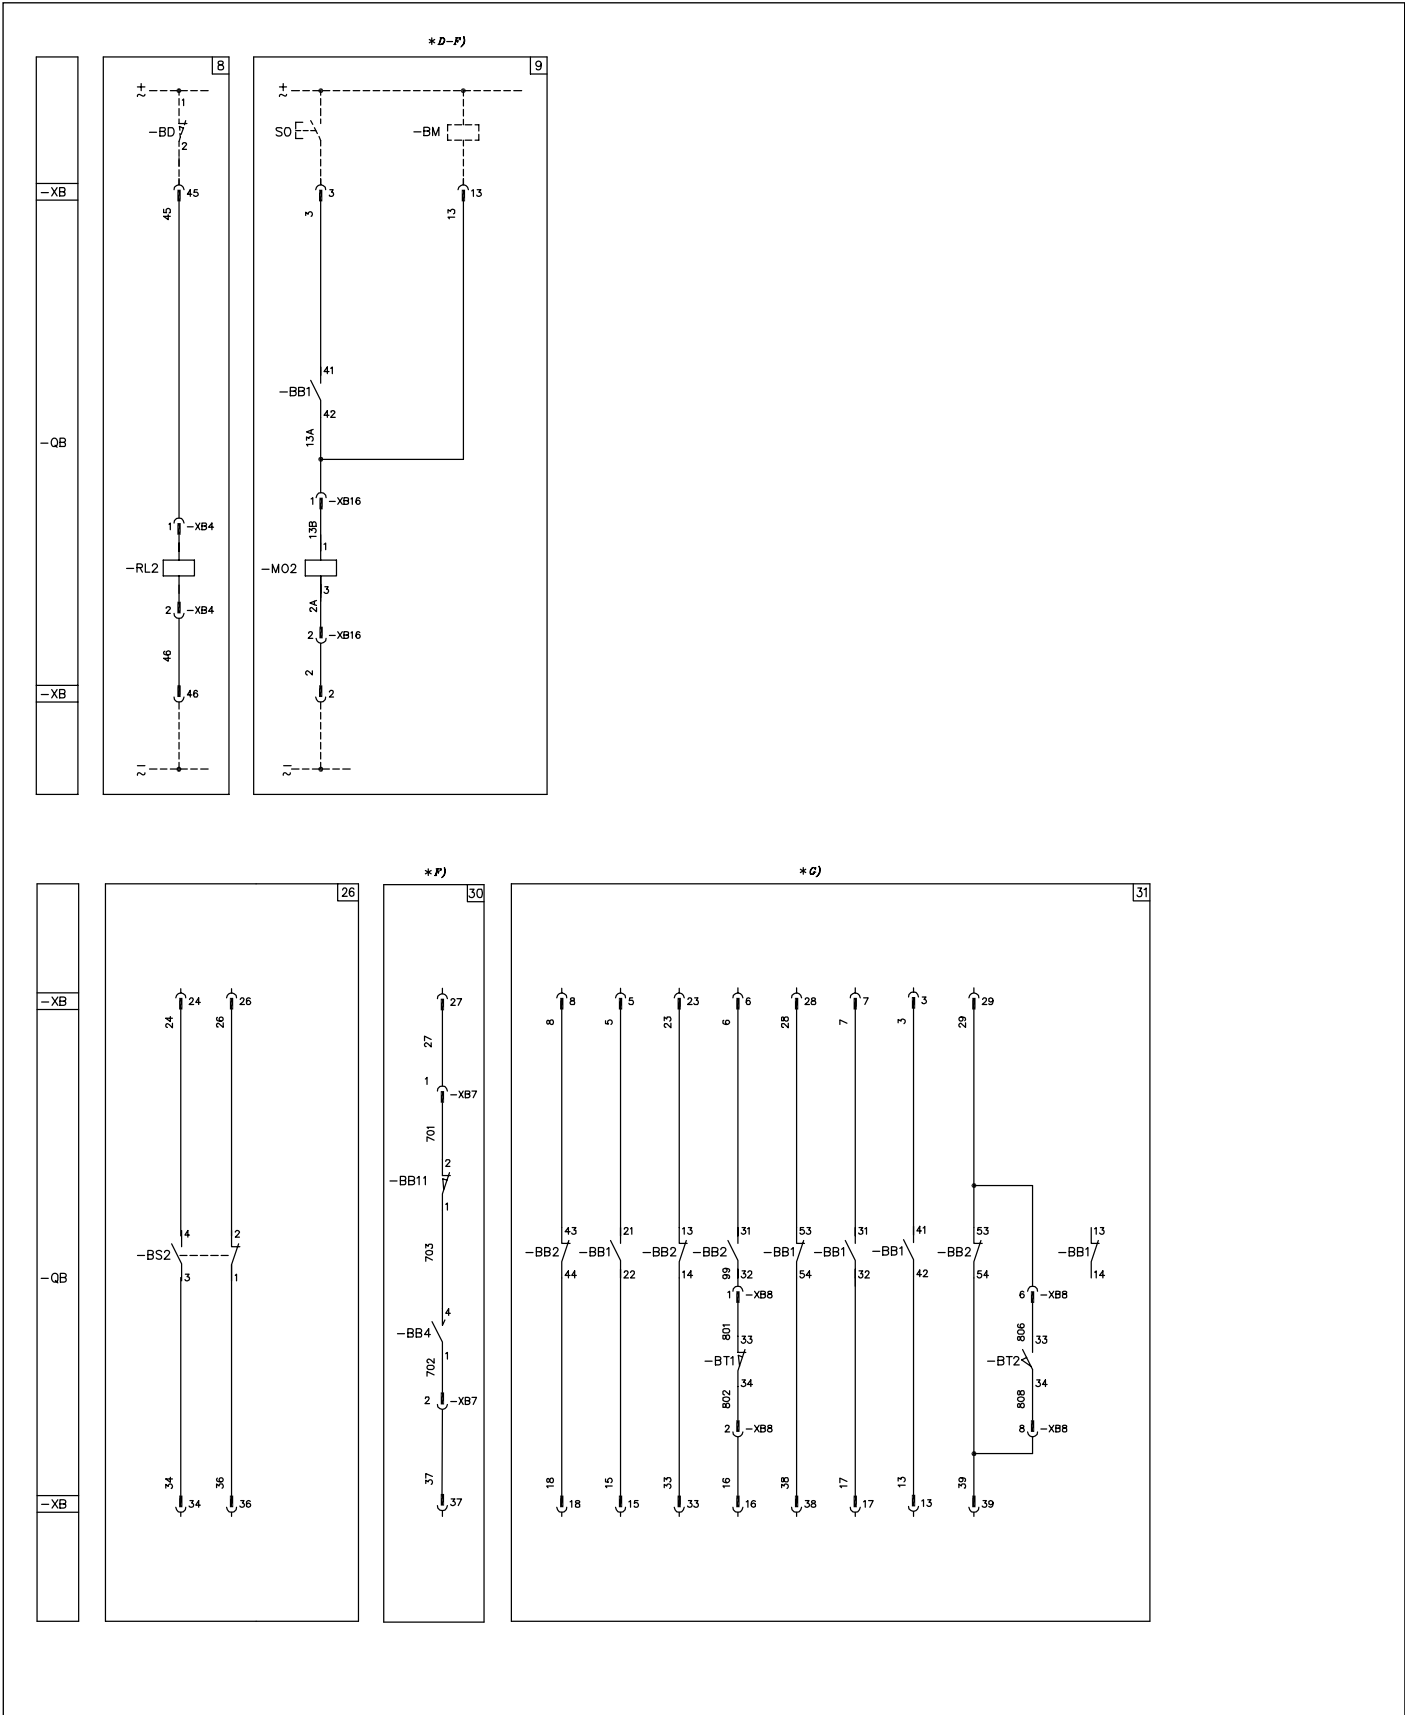 *D-F)
8
9
+
~
+
~
1
-BD
2
SO
-BM
-XB
45
3
13
45
3
13
41
-BB1
42
13A
-QB
1 -XB16
1 -XB4
13B
1
-RL2
-MO2
3
2A
2 -XB4
2 -XB16
46
2
-XB
46
2
-
~
-
~
*F)
*G)
26
30
31
-XB
24
26
27
8
5
23
6
28
7
3
29
24
26
27
8
5
23
6
28
7
3
29
1
-XB7
701
2
-BB11
1
703
4
2
-BS2
3
1
43
-BB2
44
21
-BB1
22
13
-BB2
14
31
-BB2
32
99
53
-BB1
54
31
-BB1
32
41
-BB1
42
53
-BB2
54
13
-BB1
14
-QB
1 -XB8
6 -XB8
4
-BB4
1
702
801
33
-BT1
34
802
806
33
-BT2
34
808
2 -XB7
2 -XB8
8 -XB8
34
36
37
18
15
33
16
38
17
13
39
-XB
34
36
37
18
15
33
16
38
17
13
39